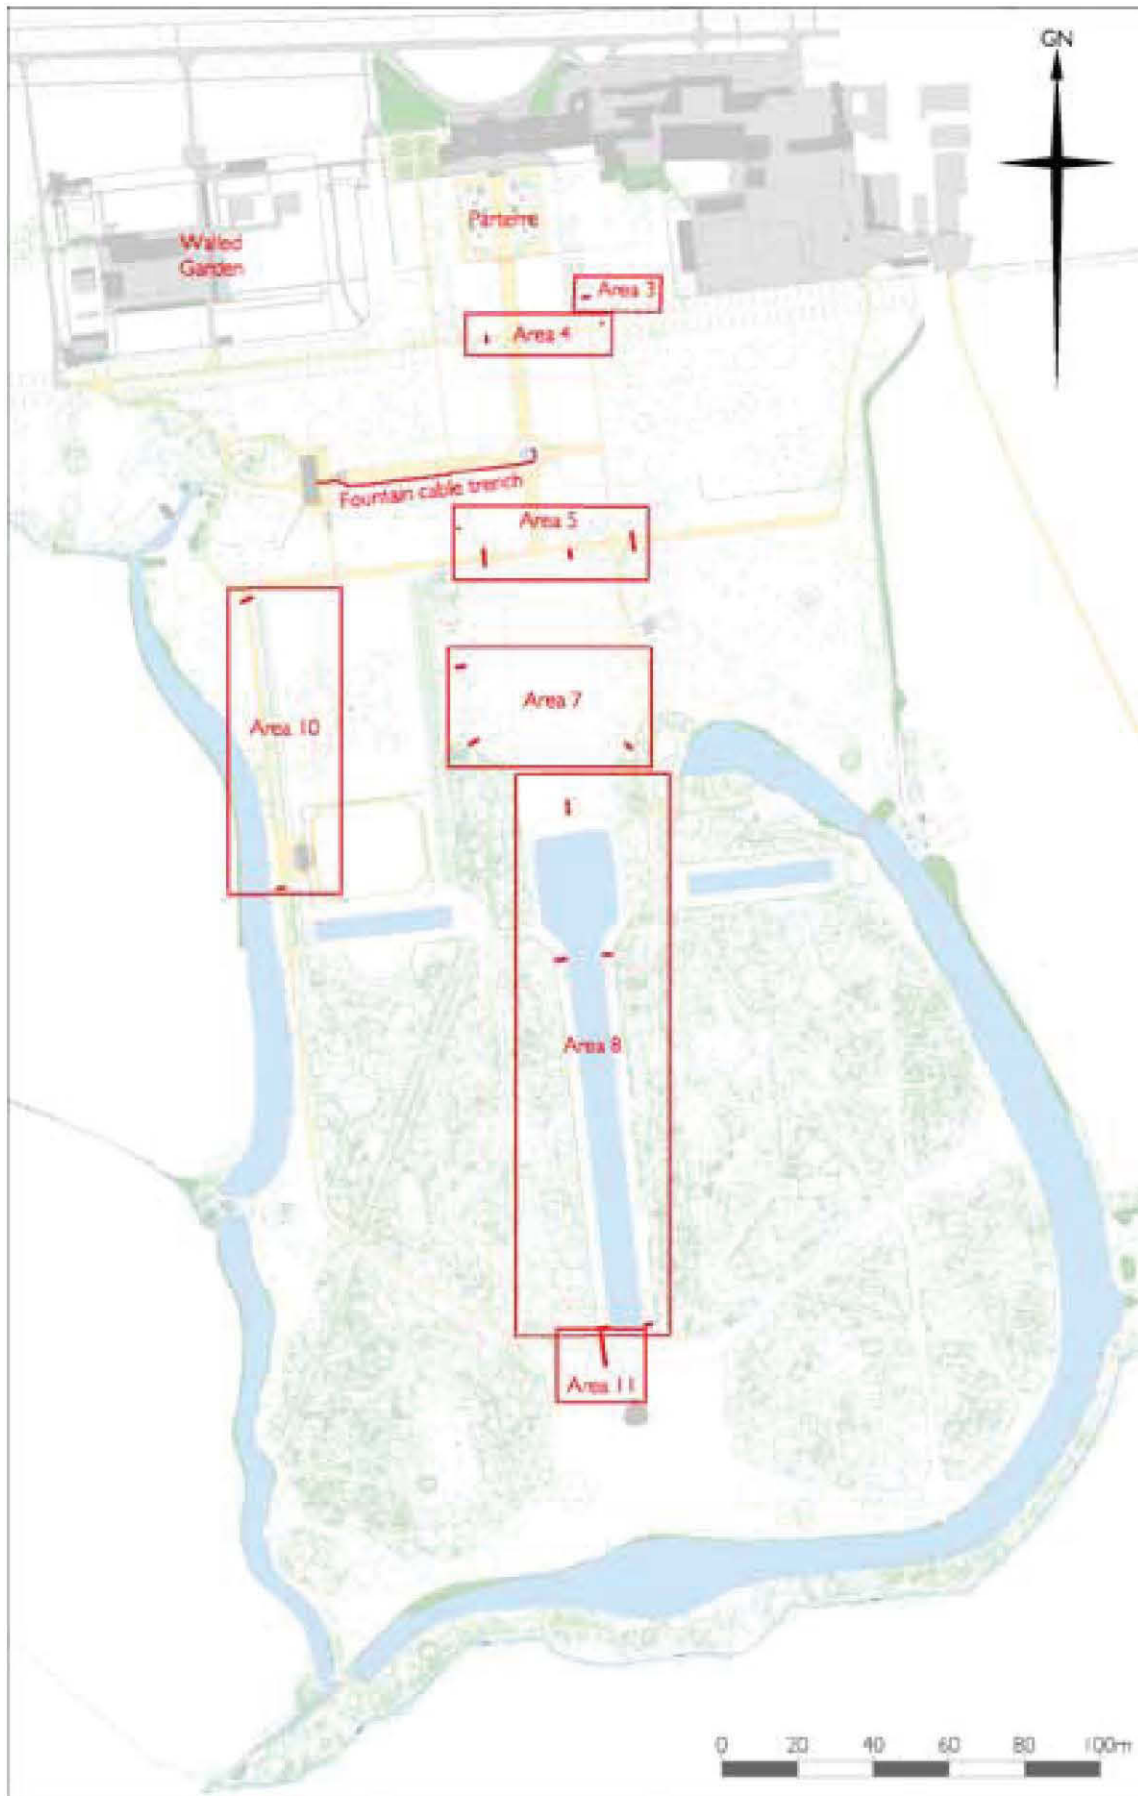 GN
Parterre
Walled
Garden
Area 3
Area 4
Fountain cable trench
Area 5
Area 7
Area 10
Area 8
Area 11
0 20 40 60 80 100m